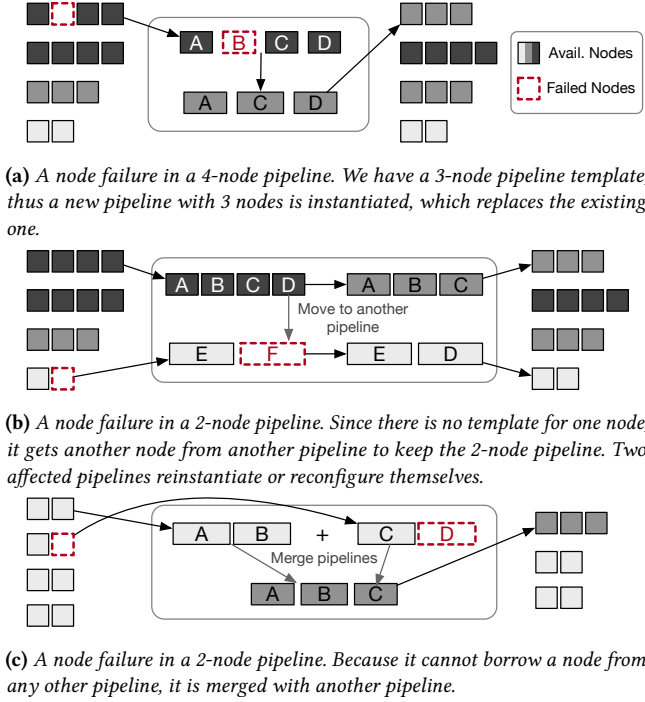 A B C D
A C D
Avail. Nodes
Failed Nodes
(a) A node failure in a 4-node pipeline. We have a 3-node pipeline template,
thus a new pipeline with 3 nodes is instantiated, which replaces the existing
one.
A B C D A B C
Move to another
pipeline
E F E D
(b) A node failure in a 2-node pipeline. Since there is no template for one node,
it gets another node from another pipeline to keep the 2-node pipeline. Two
affected pipelines reinstantiate or reconfigure themselves.
A B + C D
Merge pipelines
A B C
(c) A node failure in a 2-node pipeline. Because it cannot borrow a node from
any other pipeline, it is merged with another pipeline.